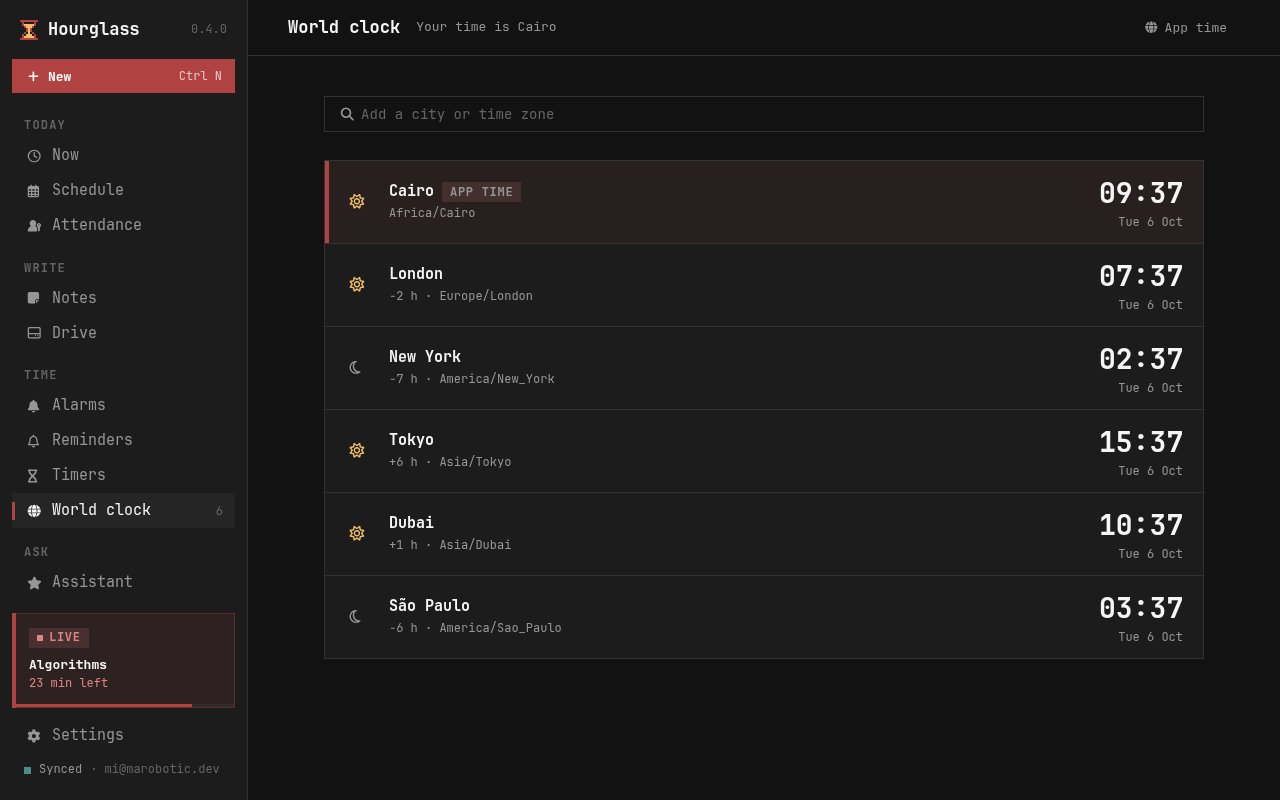 Hourglass 0.4.0
+ New Ctrl N
TODAY
Now
Schedule
Attendance
WRITE
Notes
Drive
TIME
Alarms
Reminders
Timers
World clock 6
ASK
Assistant
LIVE
Algorithms
23 min left
Settings
Synced · mi@marobotic.dev
World clock Your time is Cairo App time
Add a city or time zone
Cairo APP TIME 09:37
Africa/Cairo Tue 6 Oct
London 07:37
-2 h · Europe/London Tue 6 Oct
New York 02:37
-7 h · America/New_York Tue 6 Oct
Tokyo 15:37
+6 h · Asia/Tokyo Tue 6 Oct
Dubai 10:37
+1 h · Asia/Dubai Tue 6 Oct
São Paulo 03:37
-6 h · America/Sao_Paulo Tue 6 Oct